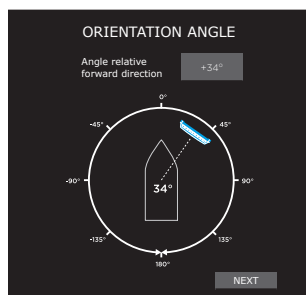 ORIENTATION ANGLE
Angle relative
forward direction
+34°
0°
-45°
45°
34°
-90°
90°
-135°
135°
180°
NEXT